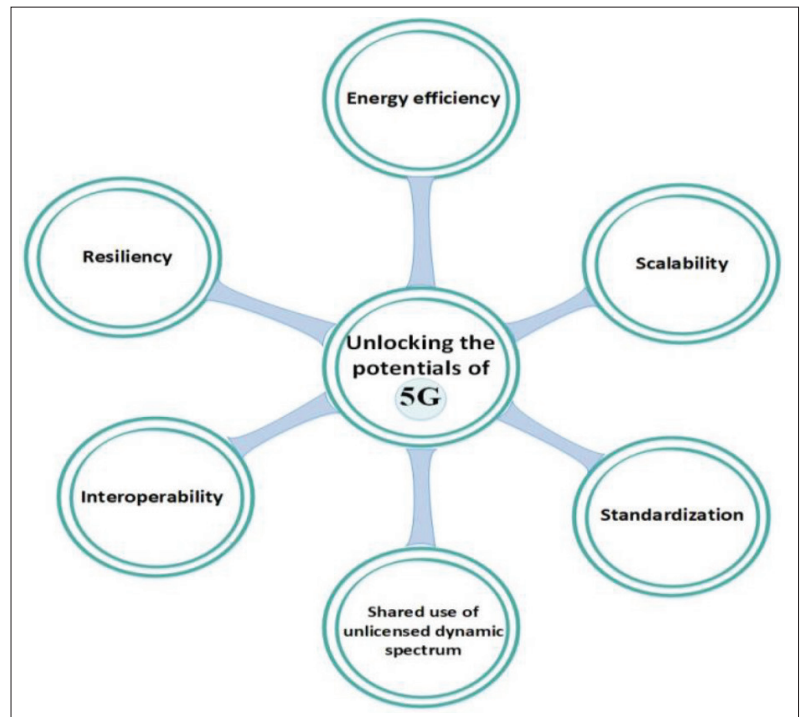 Energy efficiency
Resiliency
Scalability
Unlocking the
potentials of
5G
Interoperability
Standardization
Shared use of
unlicensed dynamic
spectrum